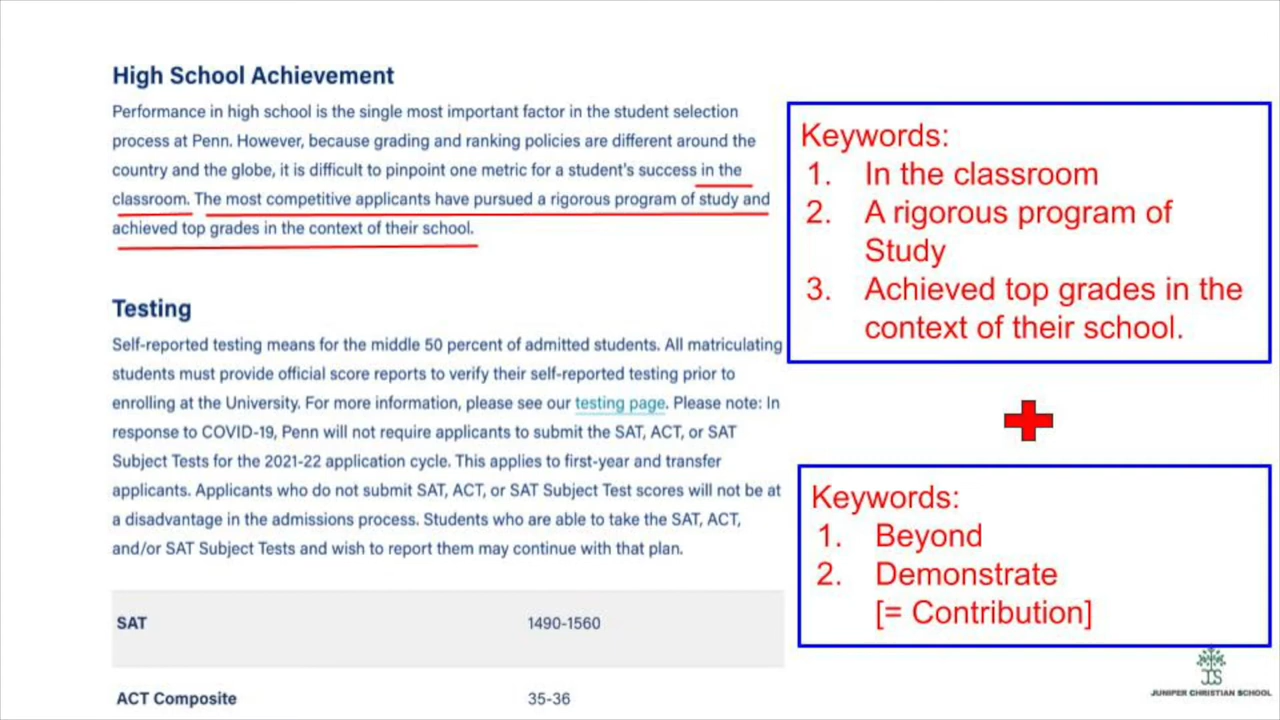 High School Achievement
Performance in high school is the single most important factor in the student selection
process at Penn. However, because grading and ranking policies are different around the
country and the globe, it is difficult to pinpoint one metric for a student's success in the
classroom. The most competitive applicants have pursued a rigorous program of study and
achieved top grades in the context of their school.
Testing
Self-reported testing means for the middle 50 percent of admitted students. All matriculating
students must provide official score reports to verify their self-reported testing prior to
enrolling at the University. For more information, please see our testing page. Please note: In
response to COVID-19, Penn will not require applicants to submit the SAT, ACT, or SAT
Subject Tests for the 2021-22 application cycle. This applies to first-year and transfer
applicants. Applicants who do not submit SAT, ACT, or SAT Subject Test scores will not be at
a disadvantage in the admissions process. Students who are able to take the SAT, ACT,
and/or SAT Subject Tests and wish to report them may continue with that plan.
SAT 1490-1560
ACT Composite 35-36
Keywords:
1. In the classroom
2. A rigorous program of
Study
3. Achieved top grades in the
context of their school.
Keywords:
1. Beyond
2. Demonstrate
[= Contribution]
JCS
JUNIPER CHRISTIAN SCHOOL